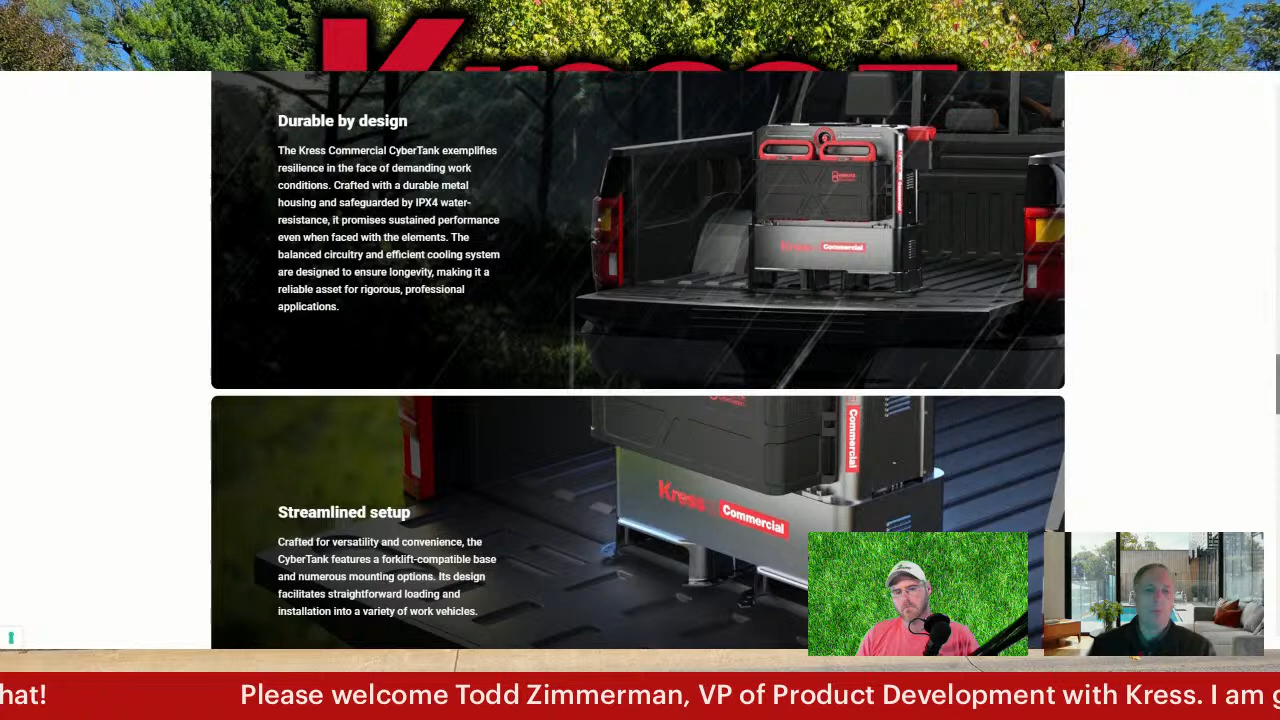 Kress
Durable by design
The Kress Commercial CyberTank exemplifies
resilience in the face of demanding work
conditions. Crafted with a durable metal
housing and safeguarded by IPX4 water-
resistance, it promises sustained performance
even when faced with the elements. The
balanced circuitry and efficient cooling system
are designed to ensure longevity, making it a
reliable asset for rigorous, professional
applications.
Kress Commercial
Commercial
Streamlined setup
Crafted for versatility and convenience, the
CyberTank features a forklift-compatible base
and numerous mounting options. Its design
facilitates straightforward loading and
installation into a variety of work vehicles.
Kress Commercial
Commercial
hat! Please welcome Todd Zimmerman, VP of Product Development with Kress. I am g